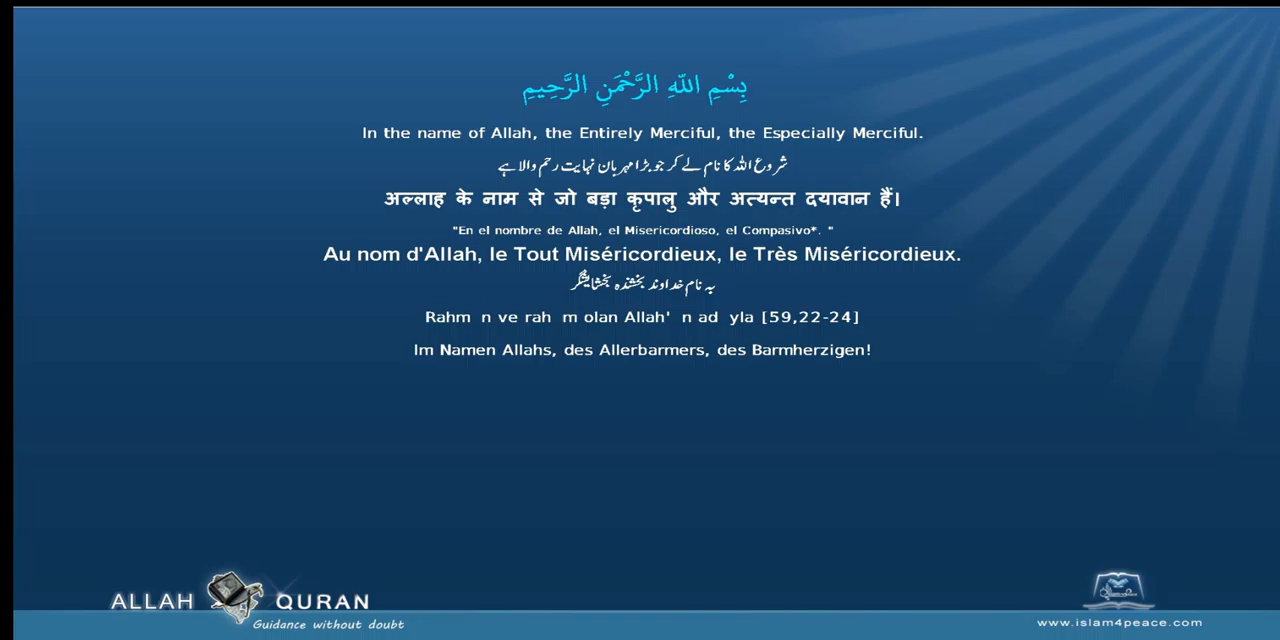 بِسْمِ اللَّهِ الرَّحْمَنِ الرَّحِيمِ
In the name of Allah, the Entirely Merciful, the Especially Merciful.
شروع الله کا نام لے کر جو بڑا مہربان نہایت رحم والا ہے
अल्लाह के नाम से जो बड़ा कृपालु और अत्यन्त दयावान हैं।
"En el nombre de Allah, el Misericordioso, el Compasivo*. "
Au nom d'Allah, le Tout Miséricordieux, le Très Miséricordieux.
به نام خداوند بخشنده بخشایشگر
Rahm n ve rah m olan Allah' n ad yla [59,22-24]
Im Namen Allahs, des Allerbarmers, des Barmherzigen!
ALLAH QURAN
Guidance without doubt
www.islam4peace.com